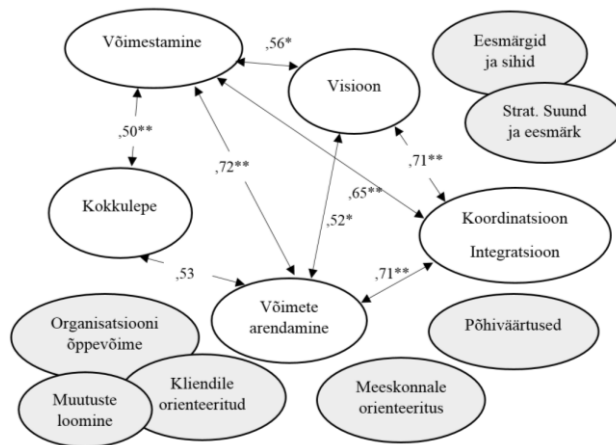 Võimestamine
,56*
Visioon
Eesmärgid
ja sihid
Strat. Suund
ja eesmärk
,50**
,72**
,65**
,71**
,52*
Kokkulepe
Koordinatsioon
Integratsioon
,53
,71**
Võimete
arendamine
Organisatsiooni
õppevõime
Põhiväärtused
Kliendile
orienteeritud
Muutuste
loomine
Meeskonnale
orienteeritus